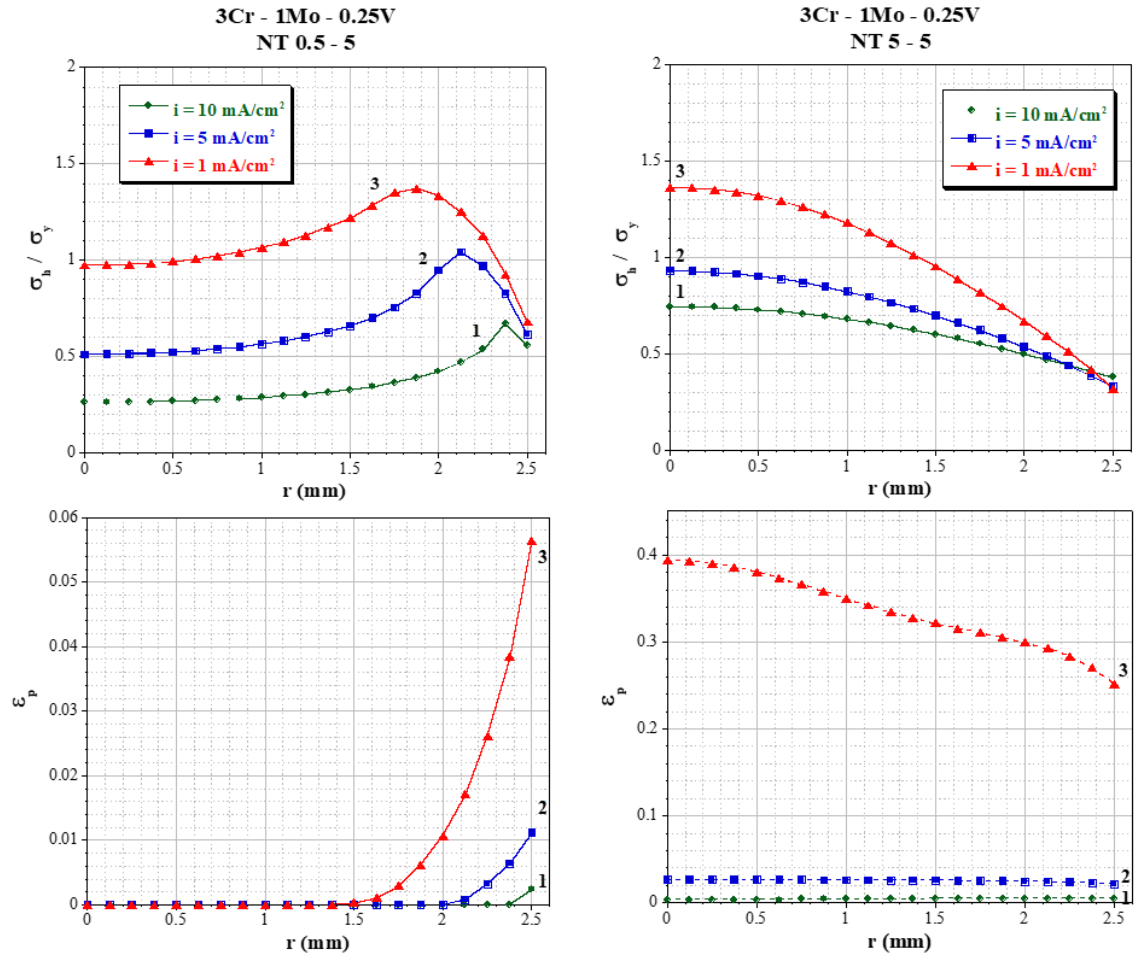 3Cr - 1Mo - 0.25V
NT 0.5 - 5
2
1.5
1
0.5
0
σh / σy
i = 10 mA/cm²
i = 5 mA/cm²
i = 1 mA/cm²
3
2
1
0 0.5 1 1.5 2 2.5
r (mm)
3Cr - 1Mo - 0.25V
NT 5 - 5
2
1.5
1
0.5
0
σh / σy
i = 10 mA/cm²
i = 5 mA/cm²
i = 1 mA/cm²
3
2
1
0 0.5 1 1.5 2 2.5
r (mm)
0.06
0.05
0.04
0.03
0.02
0.01
0
εp
3
2
1
0 0.5 1 1.5 2 2.5
r (mm)
0.4
0.3
0.2
0.1
0
εp
3
2
1
0 0.5 1 1.5 2 2.5
r (mm)